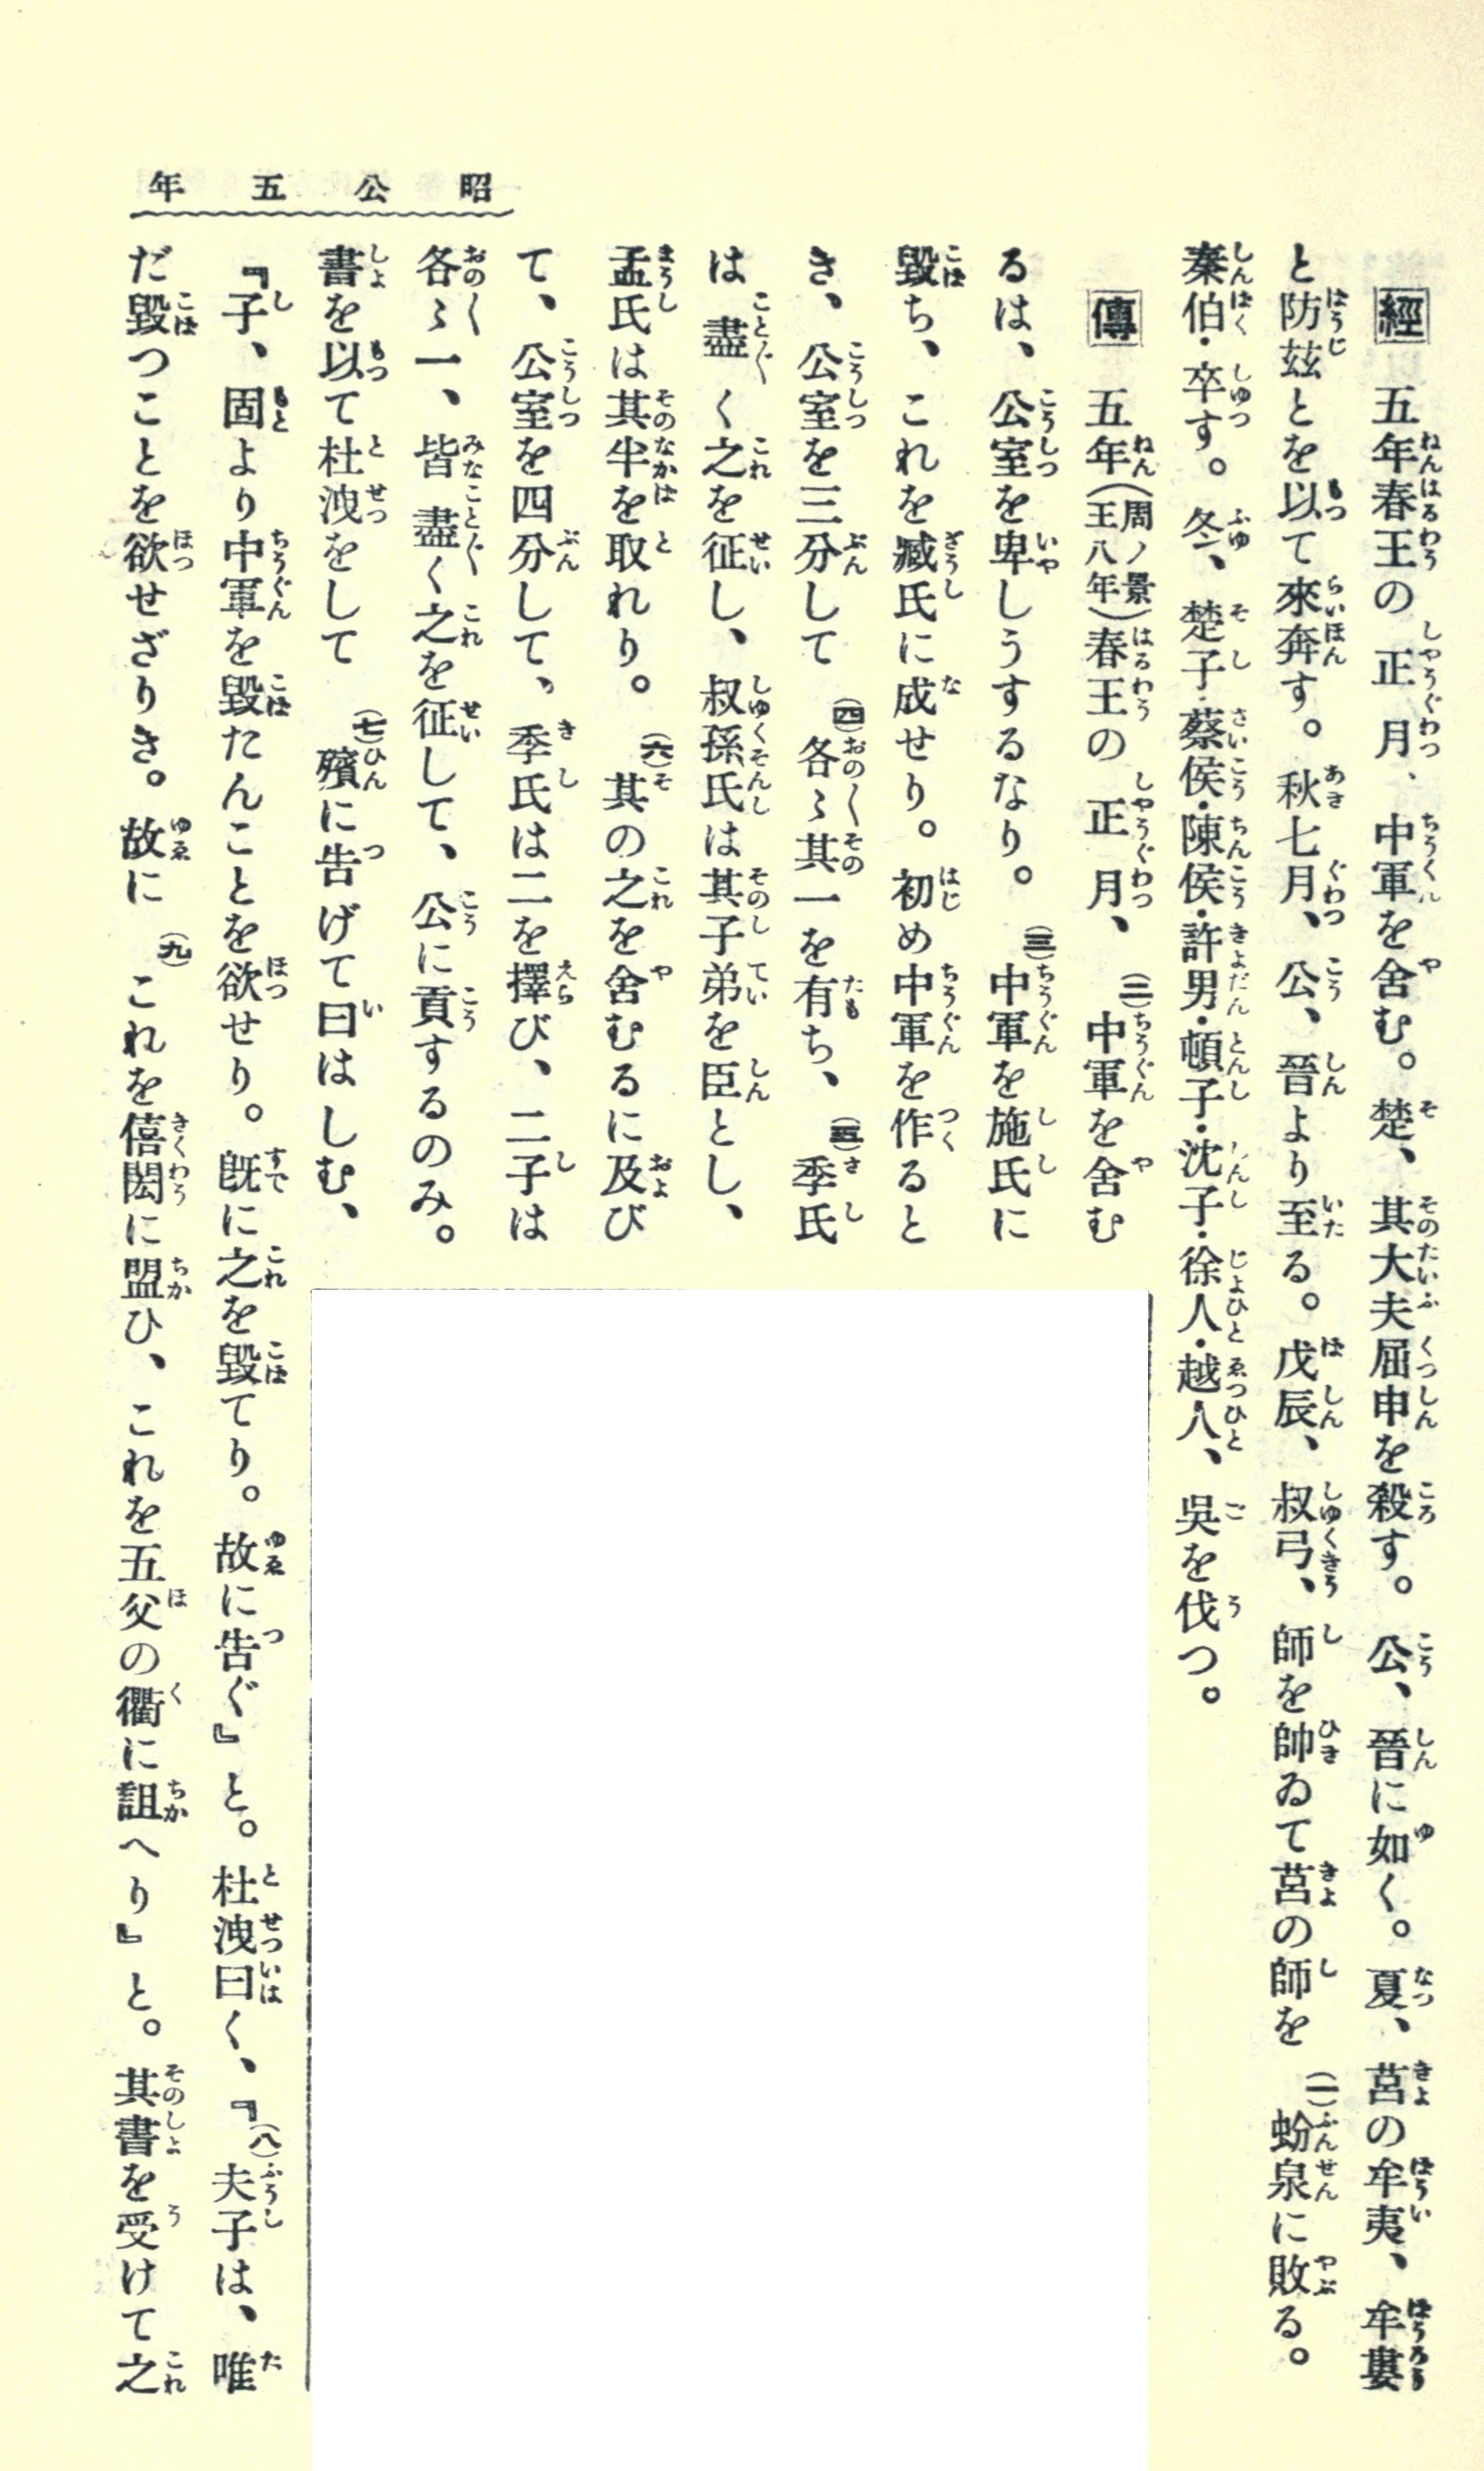 昭公五年
經　五年春王の正月、中軍を舍む。楚、其大夫屈申を殺す。公、晉に如く。夏、莒の牟夷、牟婁
と防玆とを以て來奔す。秋七月、公、晉より至る。戊辰、叔弓、師を帥ゐて莒の師を(一)蚡泉に敗る。
秦伯・卒す。冬、楚子・蔡侯・陳侯・許男・頓子・沈子・徐人・越人、吳を伐つ。
傳　五年(周ノ景王八年)春王の正月、(二)中軍を舍む
るは、公室を卑しうするなり。(三)中軍を施氏に
毀ち、これを臧氏に成せり。初め中軍を作ると
き、公室を三分して(四)各〻其一を有ち、(五)季氏
は盡く之を征し、叔孫氏は其子弟を臣とし、
孟氏は其半を取れり。(六)其の之を舍むるに及び
て、公室を四分して、季氏は二を擇び、二子は
各〻一、皆盡く之を征して、公に貢するのみ。
書を以て杜洩をして(七)殯に告げて曰はしむ、
『子、固より中軍を毀たんことを欲せり。既に之を毀てり。故に告ぐ』と。杜洩曰く、『(八)夫子は、唯
だ毀つことを欲せざりき。故に(九)これを僖閎に盟ひ、これを五父の衢に詛へり』と。其書を受けて之